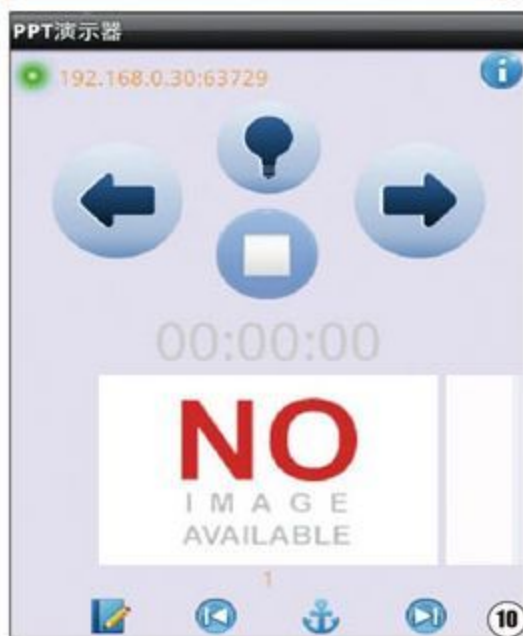 PPT演示器
192.168.0.30:63729
i
00:00:00
NO
IMAGE
AVAILABLE
1
10